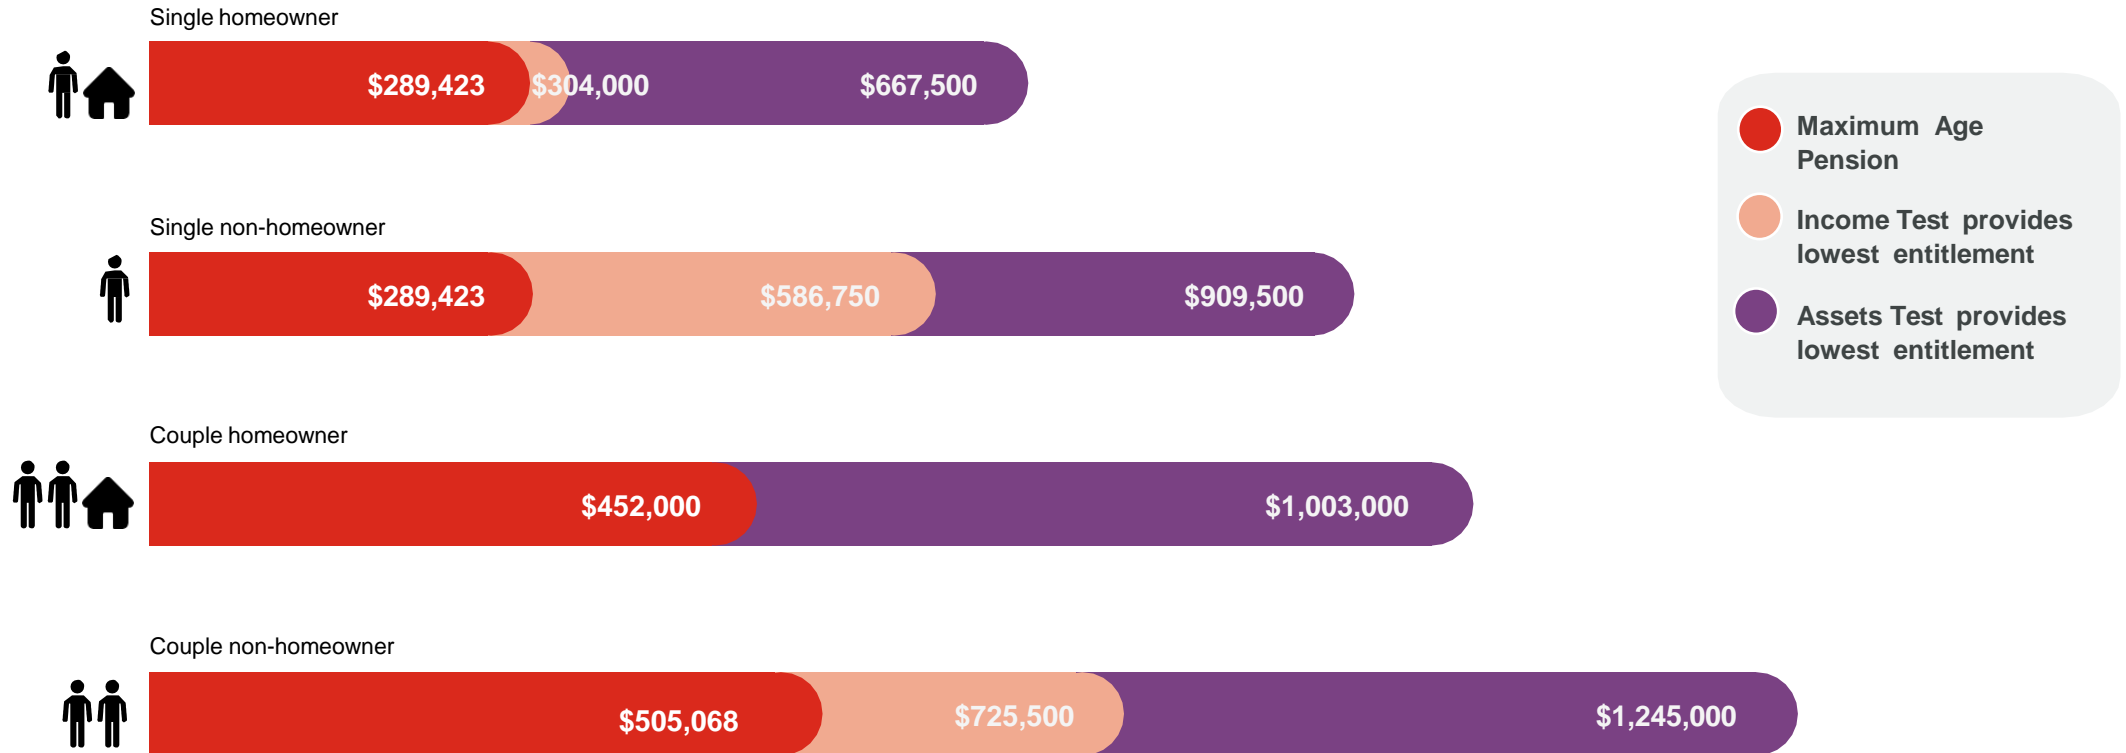 Single homeowner
$289,423
$304,000
$667,500
Single non-homeowner
$289,423
$586,750
$909,500
Couple homeowner
$452,000
$1,003,000
Couple non-homeowner
$505,068
$725,500
$1,245,000
Maximum Age
Pension
Income Test provides
lowest entitlement
Assets Test provides
lowest entitlement